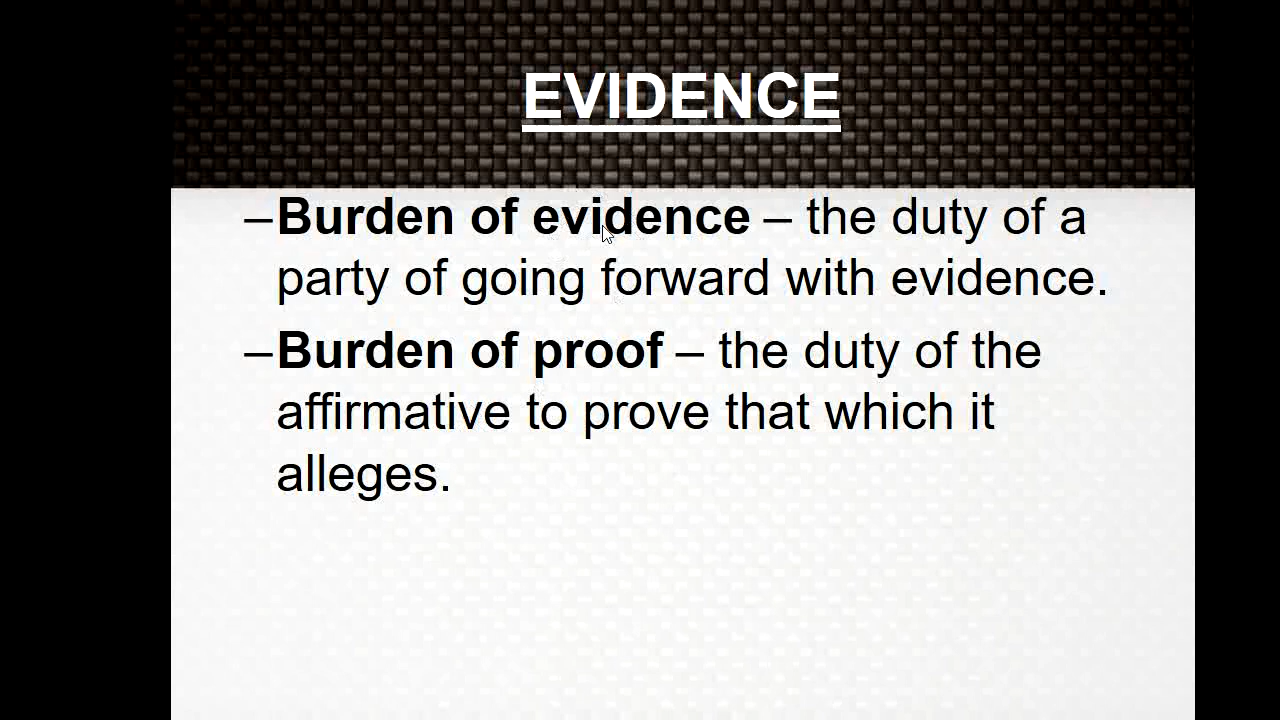 EVIDENCE
–Burden of evidence – the duty of a
party of going forward with evidence.
–Burden of proof – the duty of the
affirmative to prove that which it
alleges.